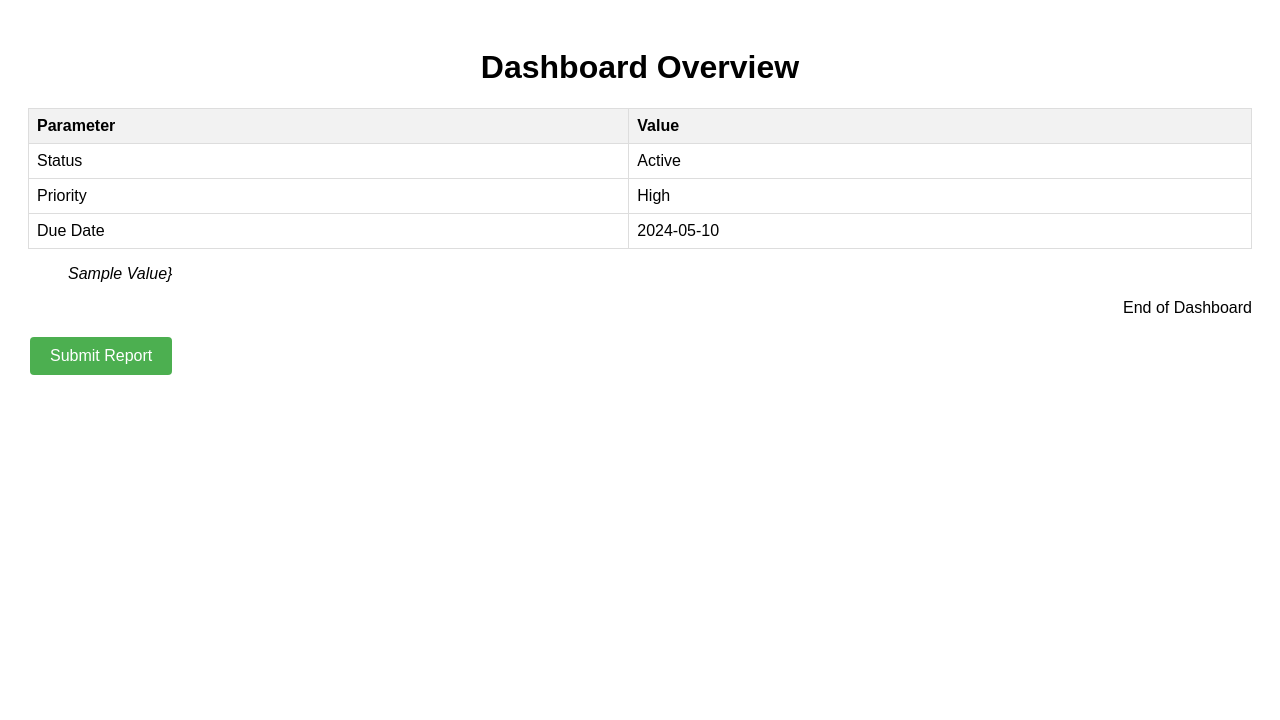 Dashboard Overview
Parameter Value
Status Active
Priority High
Due Date 2024-05-10
Sample Value}
End of Dashboard
Submit Report